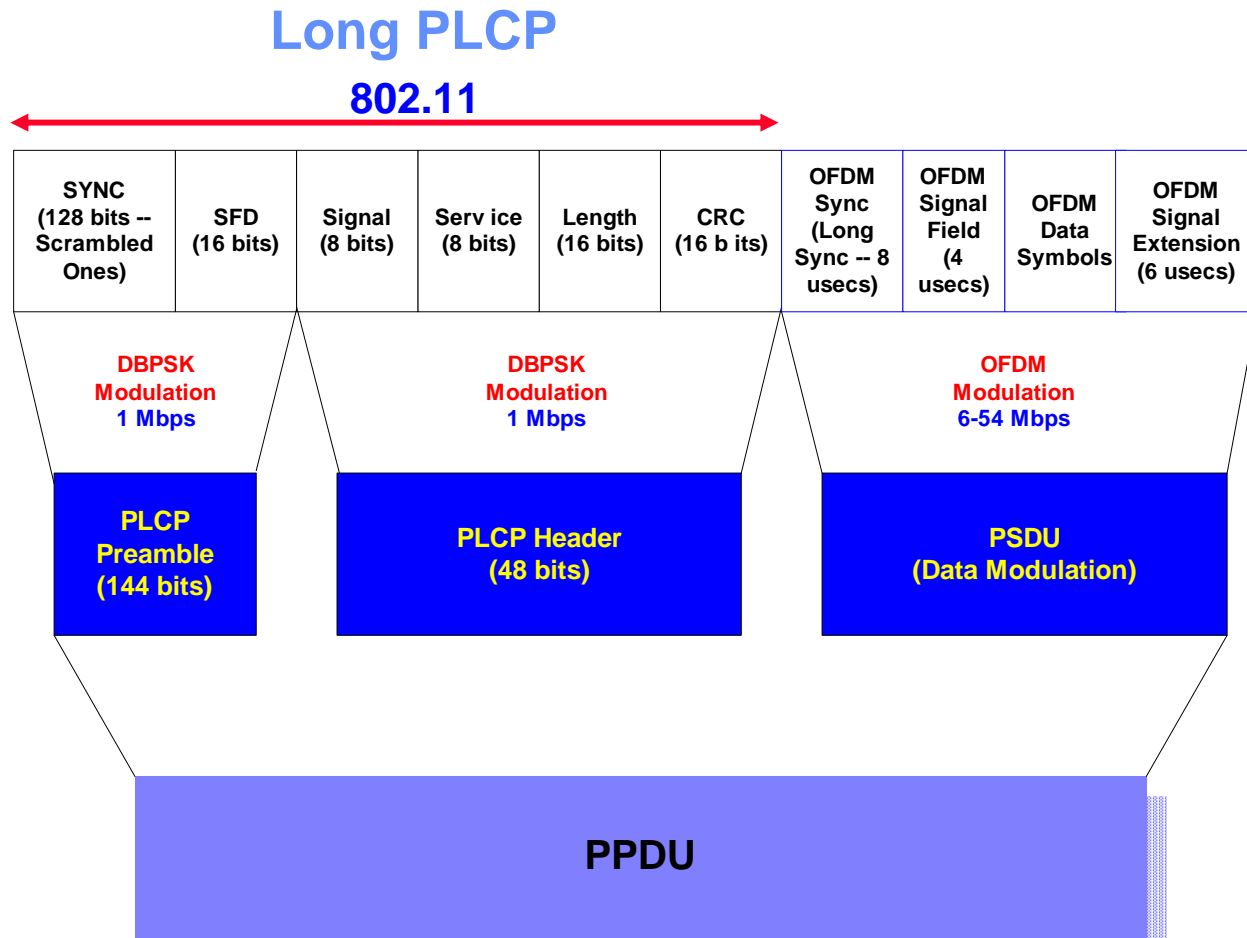 Long PLCP
802.11
SYNC
(128 bits --
Scrambled
Ones)
SFD
(16 bits)
Signal
(8 bits)
Serv ice
(8 bits)
Length
(16 bits)
CRC
(16 b its)
OFDM
Sync
(Long
Sync -- 8
usecs)
OFDM
Signal
Field
(4
usecs)
OFDM
Data
Symbols
OFDM
Signal
Extension
(6 usecs)
DBPSK
Modulation
1 Mbps
DBPSK
Modulation
1 Mbps
OFDM
Modulation
6-54 Mbps
PLCP
Preamble
(144 bits)
PLCP Header
(48 bits)
PSDU
(Data Modulation)
PPDU